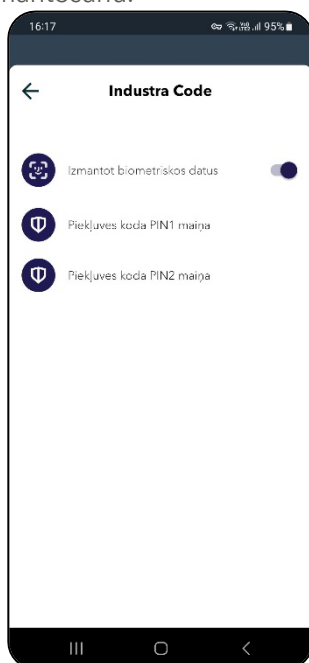 16:17 95%
Industra Code
Izmantot biometriskos datus
Piekļuves koda PIN1 maiņa
Piekļuves koda PIN2 maiņa